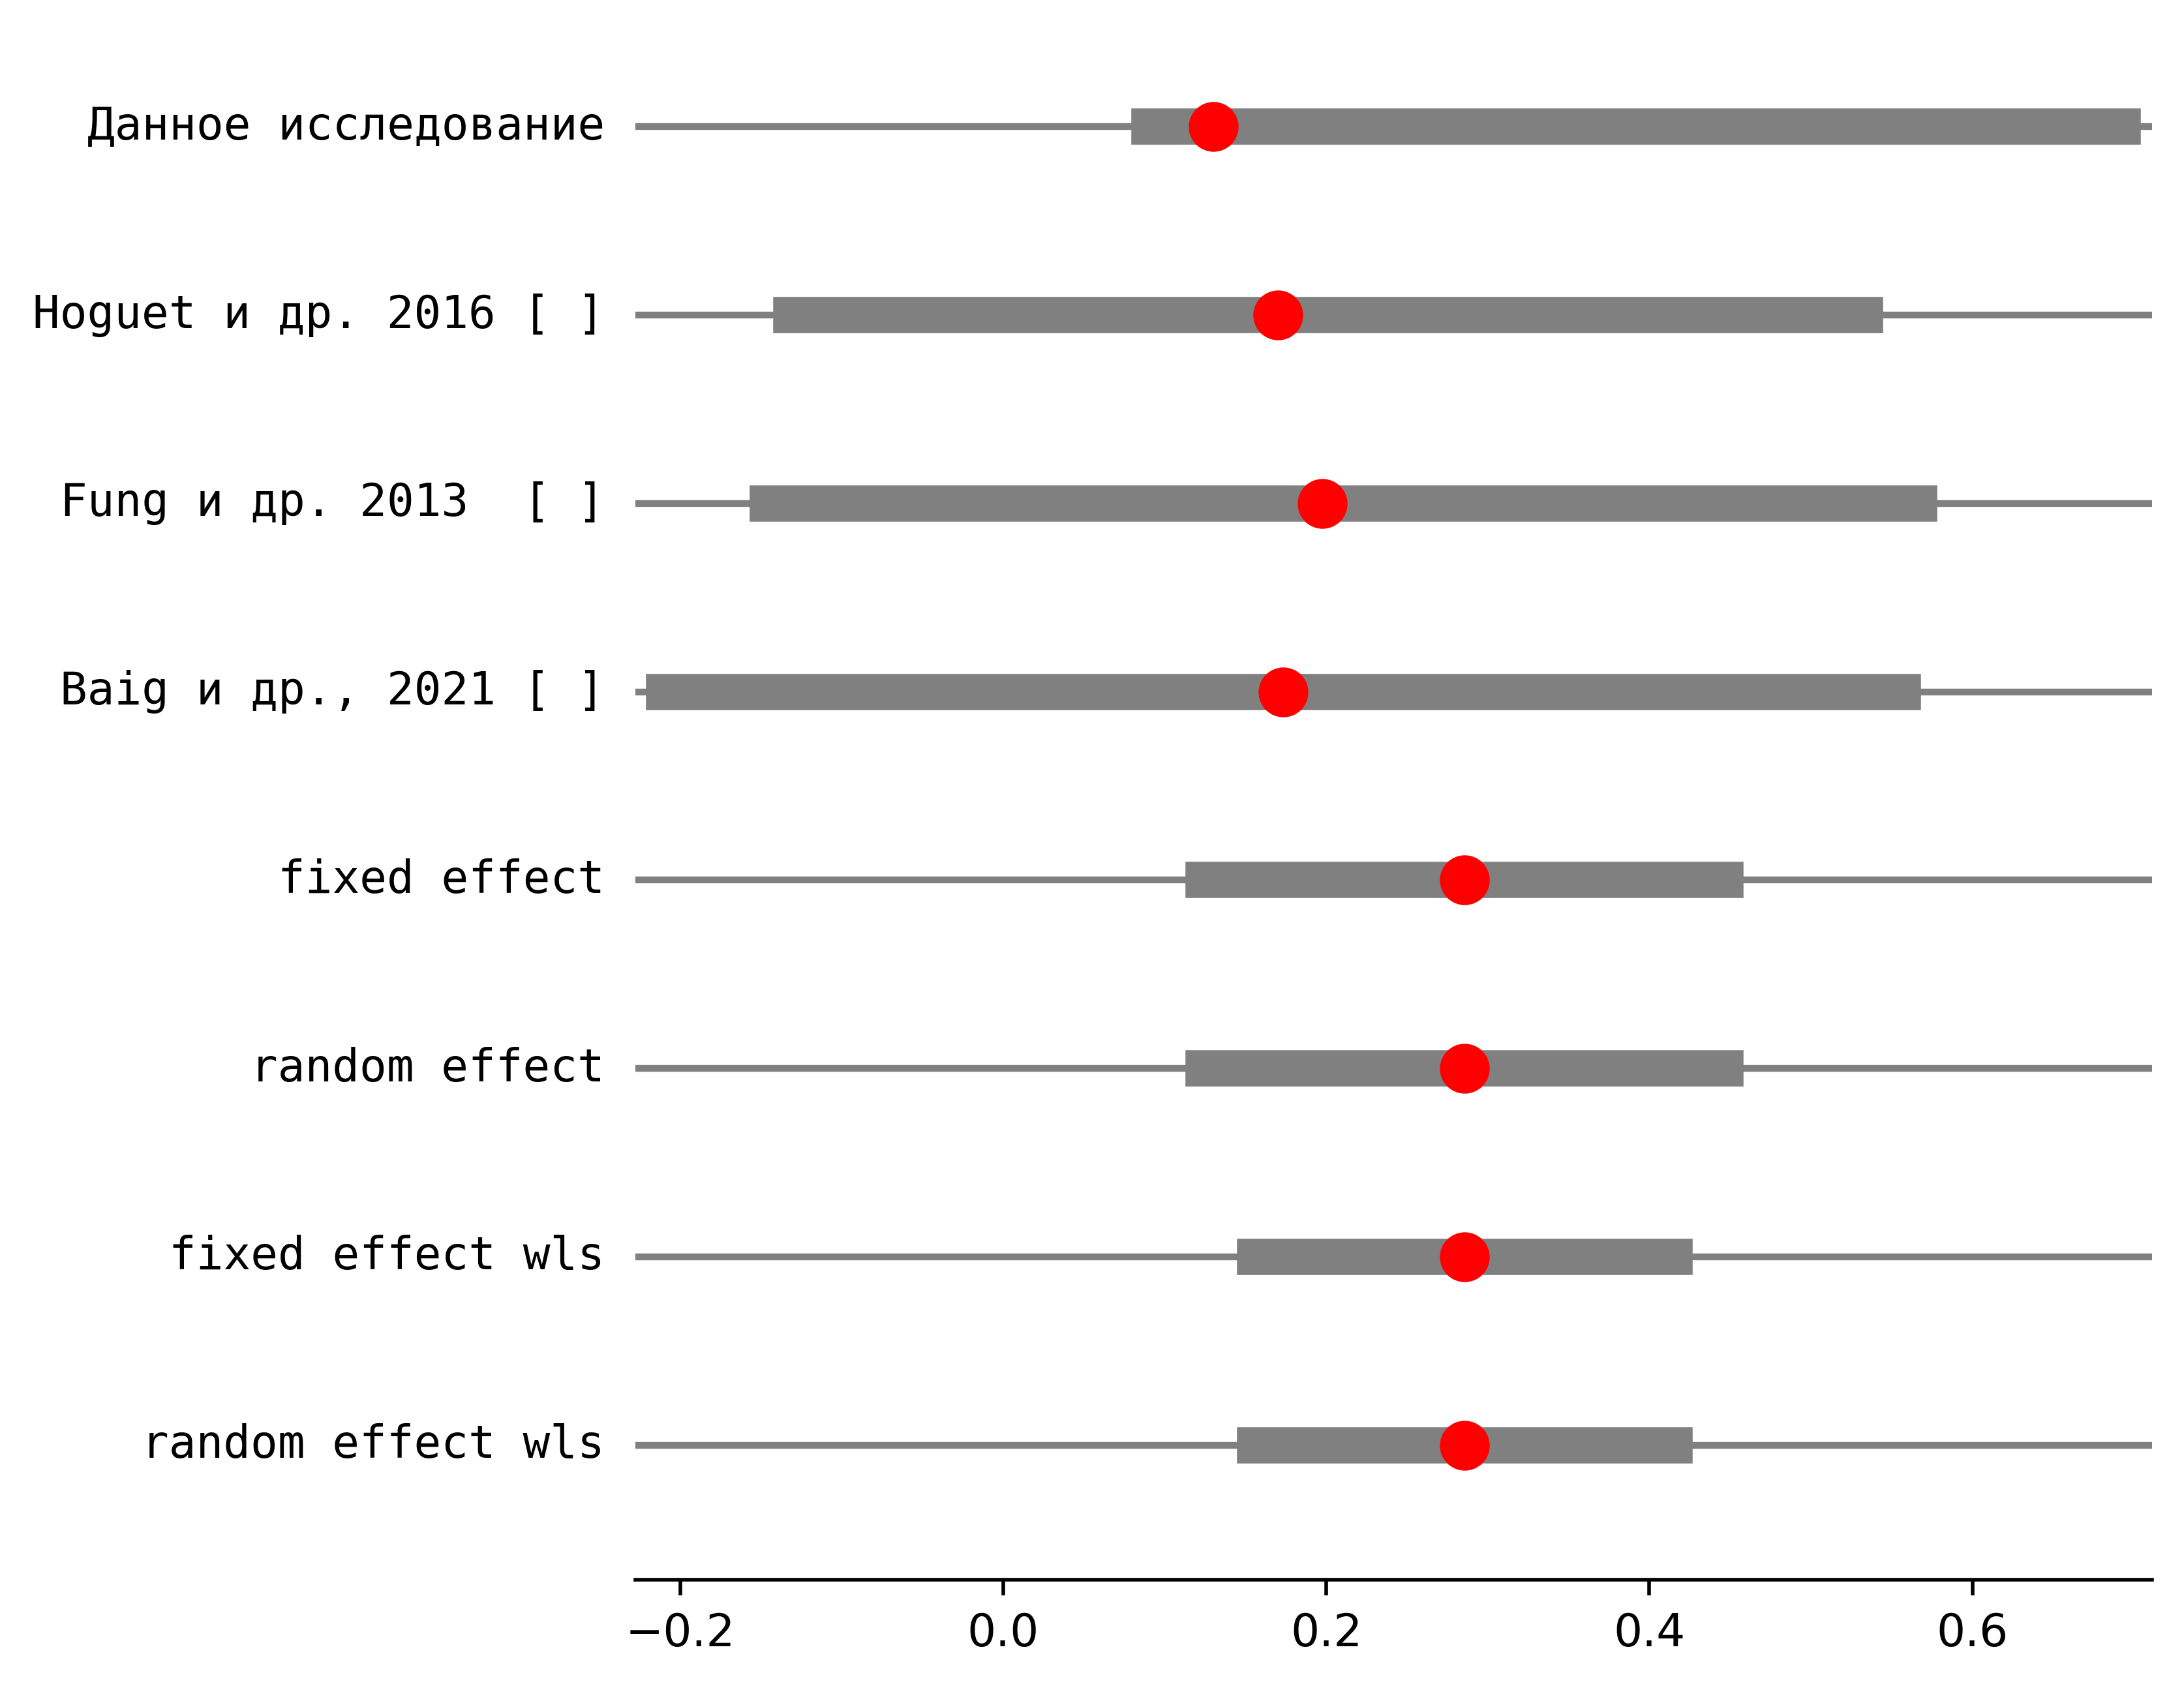 Данное исследование
Hoguet и др. 2016 [ ]
Fung и др. 2013  [ ]
Baig и др., 2021 [ ]
fixed effect
random effect
fixed effect wls
random effect wls
−0.2 0.0 0.2 0.4 0.6